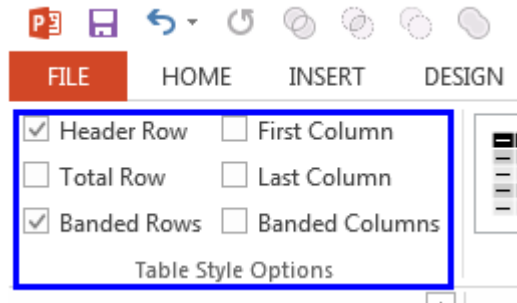 P
FILE HOME INSERT DESIGN
Header Row First Column
Total Row Last Column
Banded Rows Banded Columns
Table Style Options